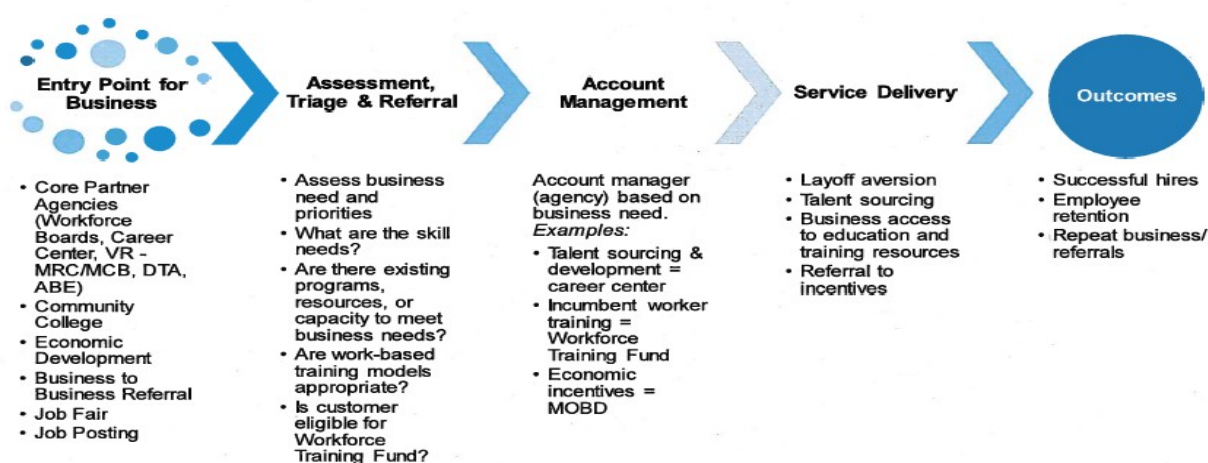 Entry Point for
Business
Assessment,
Triage & Referral
Account
Management
Service Delivery
Outcomes
• Core Partner
Agencies
(Workforce
Boards, Career
Center, VR -
MRC/MCB, DTA,
ABE)
• Community
College
• Economic
Development
• Business to
Business Referral
• Job Fair
• Job Posting
• Assess business
need and
priorities
• What are the skill
needs?
• Are there existing
programs,
resources, or
capacity to meet
business needs?
• Are work-based
training models
appropriate?
• Is customer
eligible for
Workforce
Training Fund?
Account manager
(agency) based on
business need.
Examples:
• Talent sourcing &
development =
career center
• Incumbent worker
training =
Workforce
Training Fund
• Economic
incentives =
MOBD
• Layoff aversion
• Talent sourcing
• Business access
to education and
training resources
• Referral to
incentives
• Successful hires
• Employee
retention
• Repeat business/
referrals